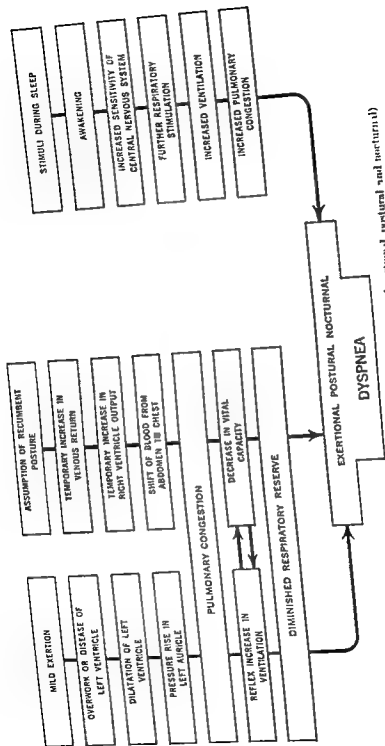 MILD EXERTION
OVERWORK OR DISEASE OF
LEFT VENTRICLE
DILATATION OF LEFT
VENTRICLE
PRESSURE RISE IN
LEFT AURICLE
ASSUMPTION OF RECUMBENT
POSTURE
TEMPORARY INCREASE IN
VENOUS RETURN
TEMPORARY INCREASE IN
RIGHT VENTRICLE OUTPUT
SHIFT OF BLOOD FROM
ABDOMEN TO CHEST
PULMONARY CONGESTION
REFLEX INCREASE IN
VENTILATION
DECREASE IN VITAL
CAPACITY
DIMINISHED RESPIRATORY RESERVE
STIMULI DURING SLEEP
AWAKENING
INCREASED SENSITIVITY OF
CENTRAL NERVOUS SYSTEM
FURTHER RESPIRATORY
STIMULATION
INCREASED VENTILATION
INCREASED PULMONARY
CONGESTION
EXERTIONAL POSTURAL NOCTURNAL
DYSPNEA
postural and nocturnal)